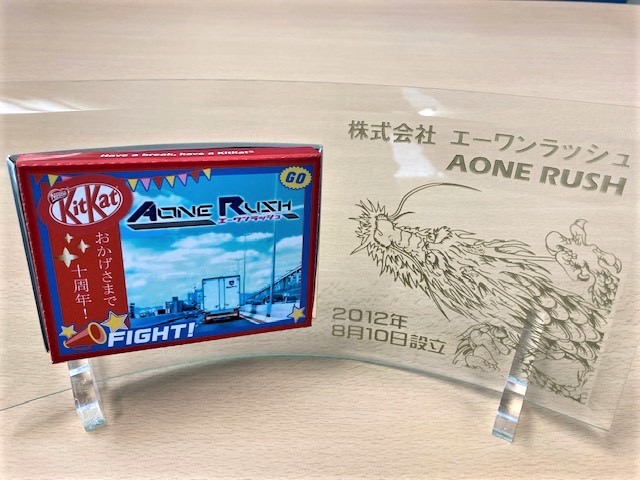 Have a break, have a KitKat®
Nestlé
KitKat
GO
AONE RUSH
エーワンラッシュ
おかげさまで
十周年!
FIGHT!
株式会社 エーワンラッシュ
AONE RUSH
2012年
8月10日設立